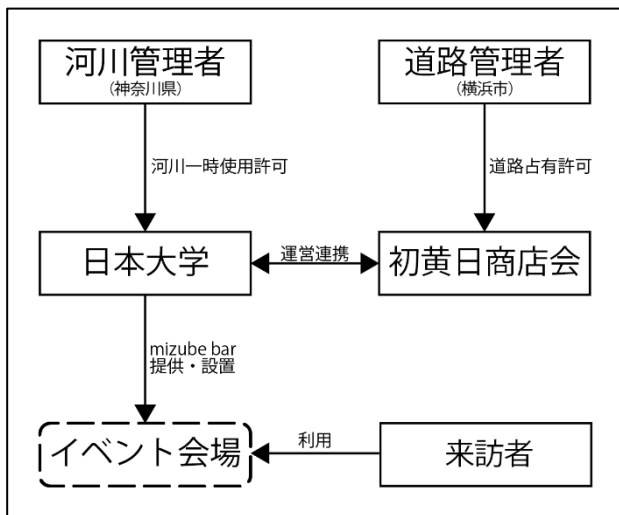 河川管理者
(神奈川県)
道路管理者
(横浜市)
河川一時使用許可
道路占有許可
日本大学
運営連携
初黄日商店会
mizube bar
提供・設置
イベント会場
利用
来訪者